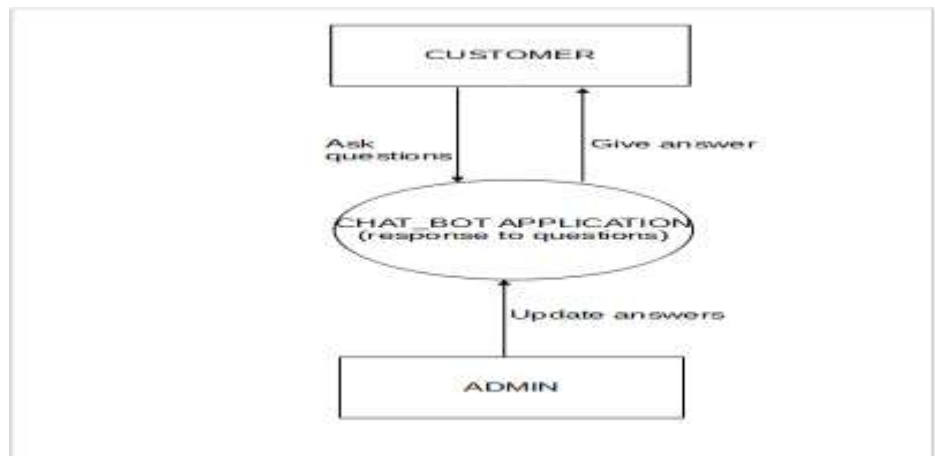 CUSTOMER
Ask
questions
Give answer
CHAT_BOT APPLICATION
(response to questions)
Update answers
ADMIN